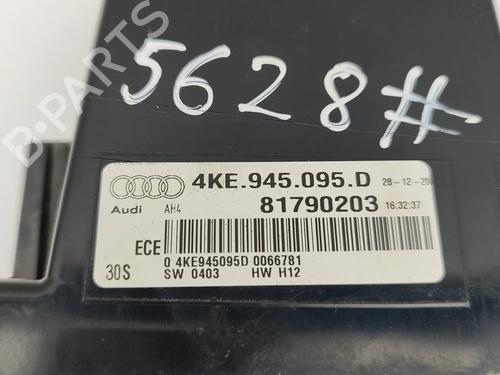 5628#
B-PARTS
4KE.945.095.D 28-12-20
Audi AH4 81790203 16:32:37
ECE
0 4KE945095D 0066781
30S SW 0403 HW H12